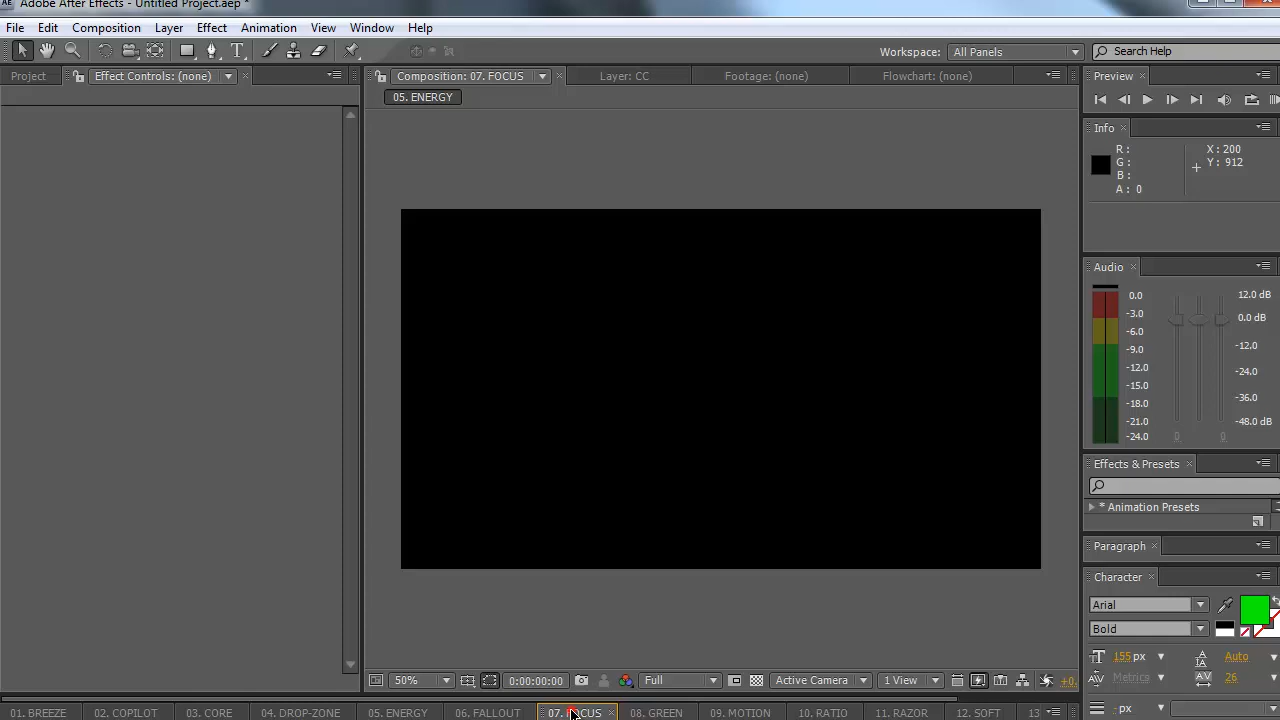 Adobe After Effects - Untitled Project.aep *
File Edit Composition Layer Effect Animation View Window Help
Workspace: All Panels Search Help
Project Effect Controls: (none) Composition: 07. FOCUS Layer: CC Footage: (none) Flowchart: (none) Preview
05. ENERGY
Info
R :
G :
B :
A : 0
X : 200
Y : 912
Audio
0.0
-3.0
-6.0
-9.0
-12.0
-15.0
-18.0
-21.0
-24.0
12.0 dB
0.0 dB
-12.0
-24.0
-36.0
-48.0 dB
0 0
Effects & Presets
* Animation Presets
Paragraph
Character
Arial
Bold
155 px Auto
Metrics 26
- px
50% 0:00:00:00 Full Active Camera 1 View +0.
01. BREEZE 02. COPILOT 03. CORE 04. DROP-ZONE 05. ENERGY 06. FALLOUT 07. FOCUS 08. GREEN 09. MOTION 10. RATIO 11. RAZOR 12. SOFT 13